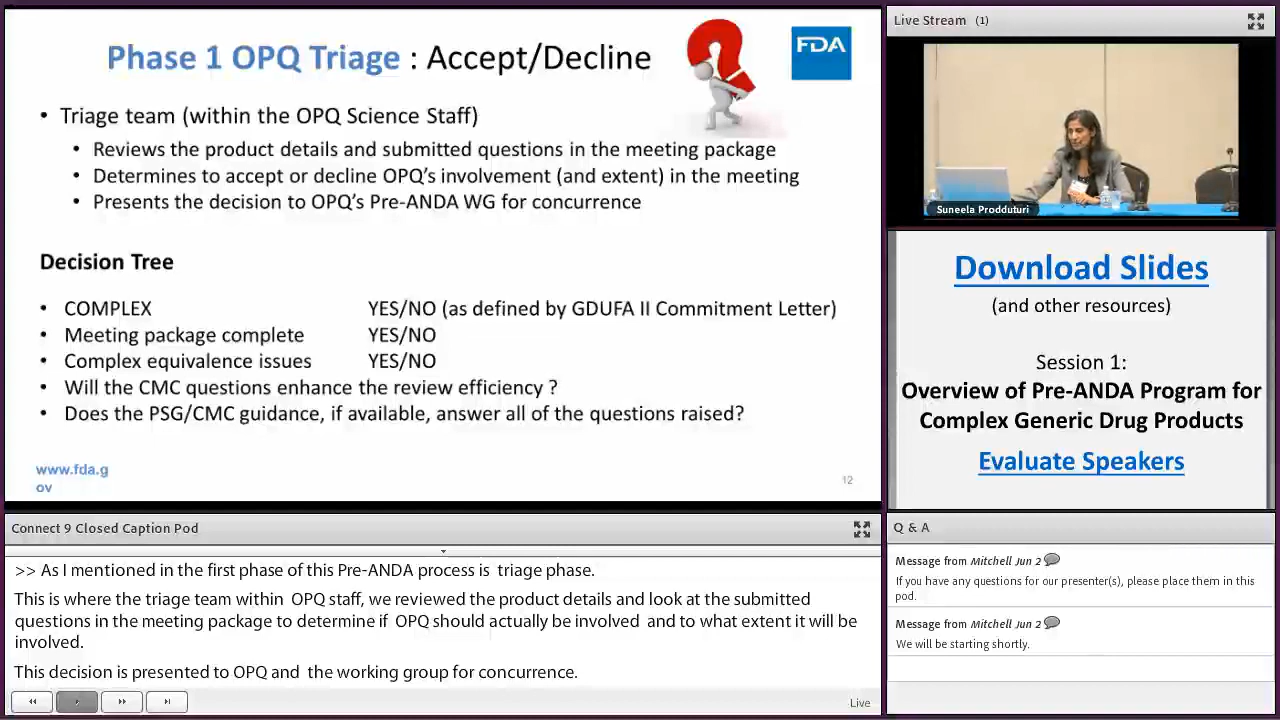 Phase 1 OPQ Triage : Accept/Decline
FDA
• Triage team (within the OPQ Science Staff)
• Reviews the product details and submitted questions in the meeting package
• Determines to accept or decline OPQ's involvement (and extent) in the meeting
• Presents the decision to OPQ's Pre-ANDA WG for concurrence
Decision Tree
• COMPLEX YES/NO (as defined by GDUFA II Commitment Letter)
• Meeting package complete YES/NO
• Complex equivalence issues YES/NO
• Will the CMC questions enhance the review efficiency ?
• Does the PSG/CMC guidance, if available, answer all of the questions raised?
www.fda.g
ov
12
Connect 9 Closed Caption Pod
>> As I mentioned in the first phase of this Pre-ANDA process is triage phase.
This is where the triage team within OPQ staff, we reviewed the product details and look at the submitted
questions in the meeting package to determine if OPQ should actually be involved and to what extent it will be
involved.
This decision is presented to OPQ and the working group for concurrence.
Live
Live Stream (1)
Suneela Prodduturi
Download Slides
(and other resources)
Session 1:
Overview of Pre-ANDA Program for
Complex Generic Drug Products
Evaluate Speakers
Q & A
Message from Mitchell Jun 2
If you have any questions for our presenter(s), please place them in this
pod.
Message from Mitchell Jun 2
We will be starting shortly.